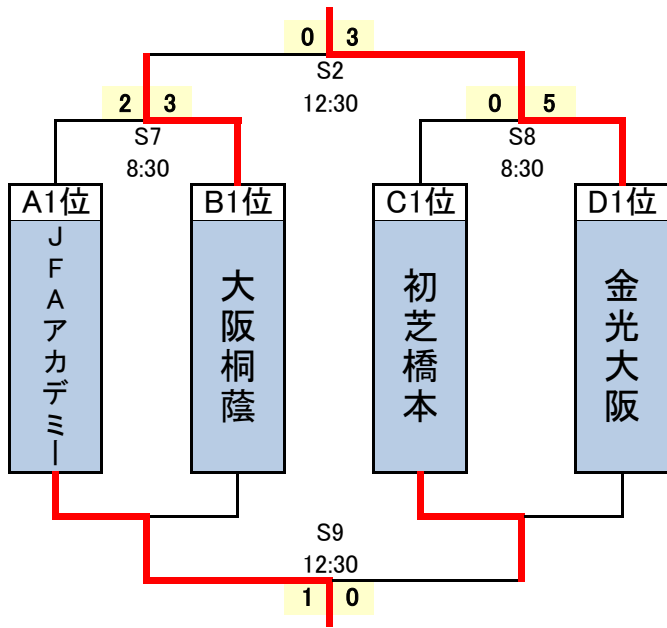 0 3
S2
12:30
2 3
0 5
S7
S8
8:30
8:30
A1位
B1位
C1位
D1位
JFAアカデミー
大阪桐蔭
初芝橋本
金光大阪
S9
12:30
1 0